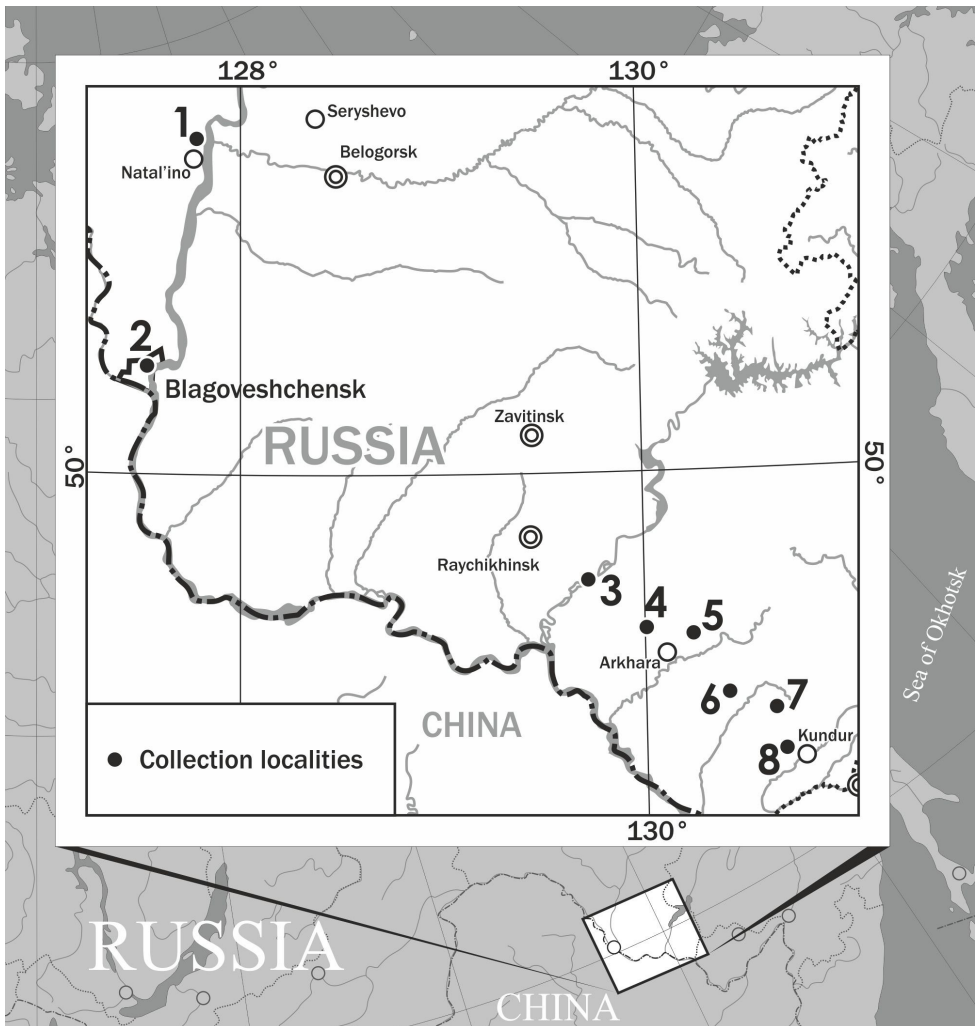 128°
130°
1
Seryshevo
Belogorsk
Natal'ino
2
Blagoveshchensk
Zavitinsk
RUSSIA
50°
50°
Raychikhinsk
3
4
5
Arkhara
6
7
CHINA
Kundur
8
Collection localities
130°
Sea of Okhotsk
RUSSIA
CHINA